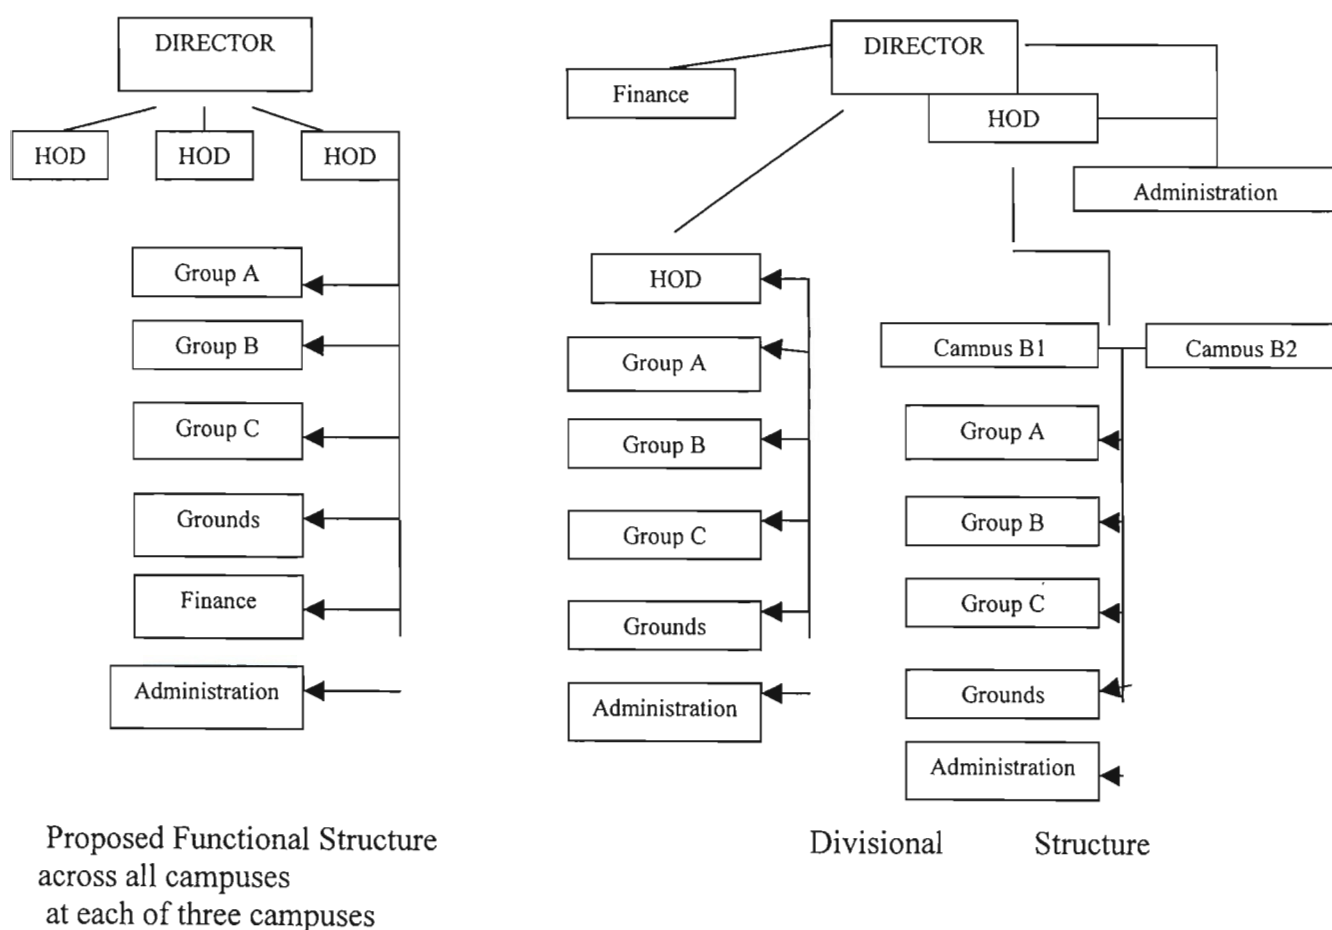 DIRECTOR
HOD
HOD
HOD
Group A
Group B
Group C
Grounds
Finance
Administration
Proposed Functional Structure
across all campuses
at each of three campuses
DIRECTOR
Finance
HOD
Administration
HOD
Group A
Group B
Group C
Grounds
Administration
Campus B1
Campus B2
Group A
Group B
Group C
Grounds
Administration
Divisional Structure